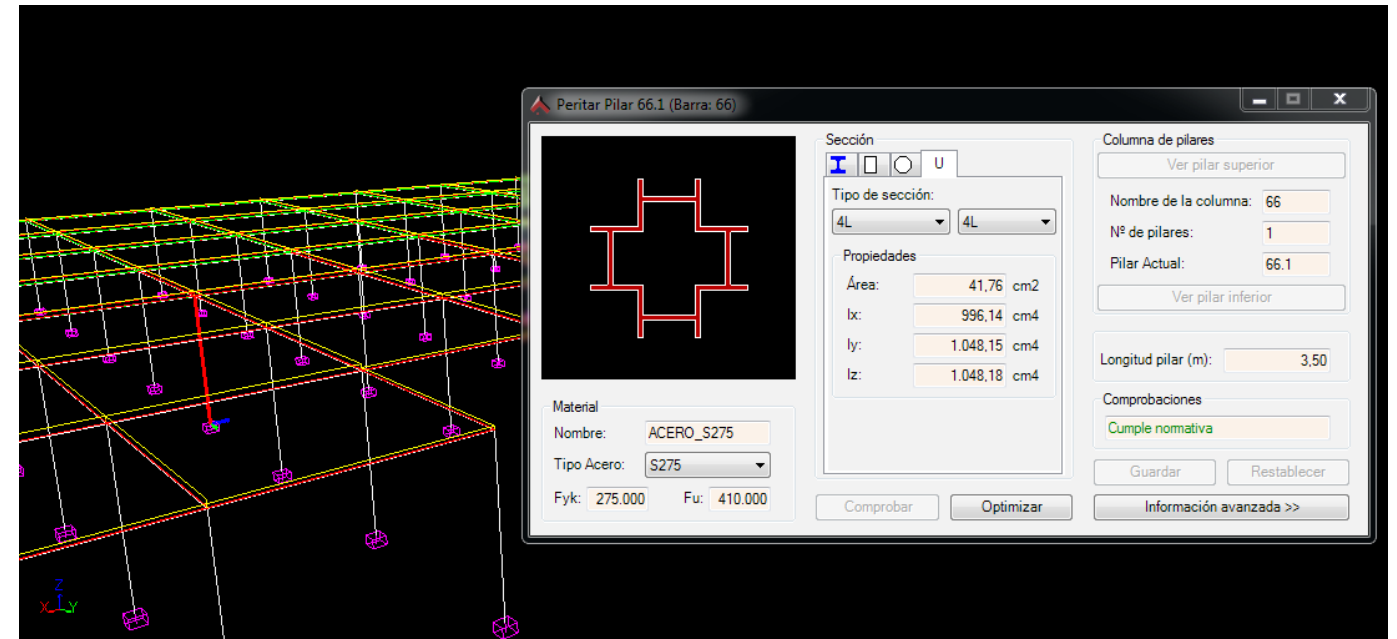 Peritar Pilar 66.1 (Barra: 66)
Sección
U
Tipo de sección:
4L 4L
Propiedades
Área: 41,76 cm2
Ix: 996,14 cm4
Iy: 1.048,15 cm4
Iz: 1.048,18 cm4
Comprobar Optimizar
Material
Nombre: ACERO_S275
Tipo Acero: S275
Fyk: 275.000 Fu: 410.000
Columna de pilares
Ver pilar superior
Nombre de la columna: 66
Nº de pilares: 1
Pilar Actual: 66.1
Ver pilar inferior
Longitud pilar (m): 3,50
Comprobaciones
Cumple normativa
Guardar Restablecer
Información avanzada >>
Z
X Y